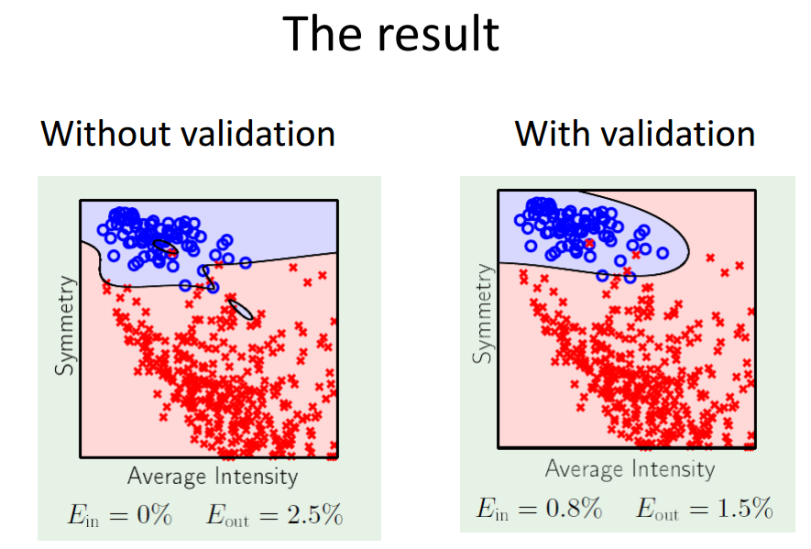 The result
Without validation
With validation
Symmetry
Average Intensity
E_in = 0% E_out = 2.5%
Symmetry
Average Intensity
E_in = 0.8% E_out = 1.5%